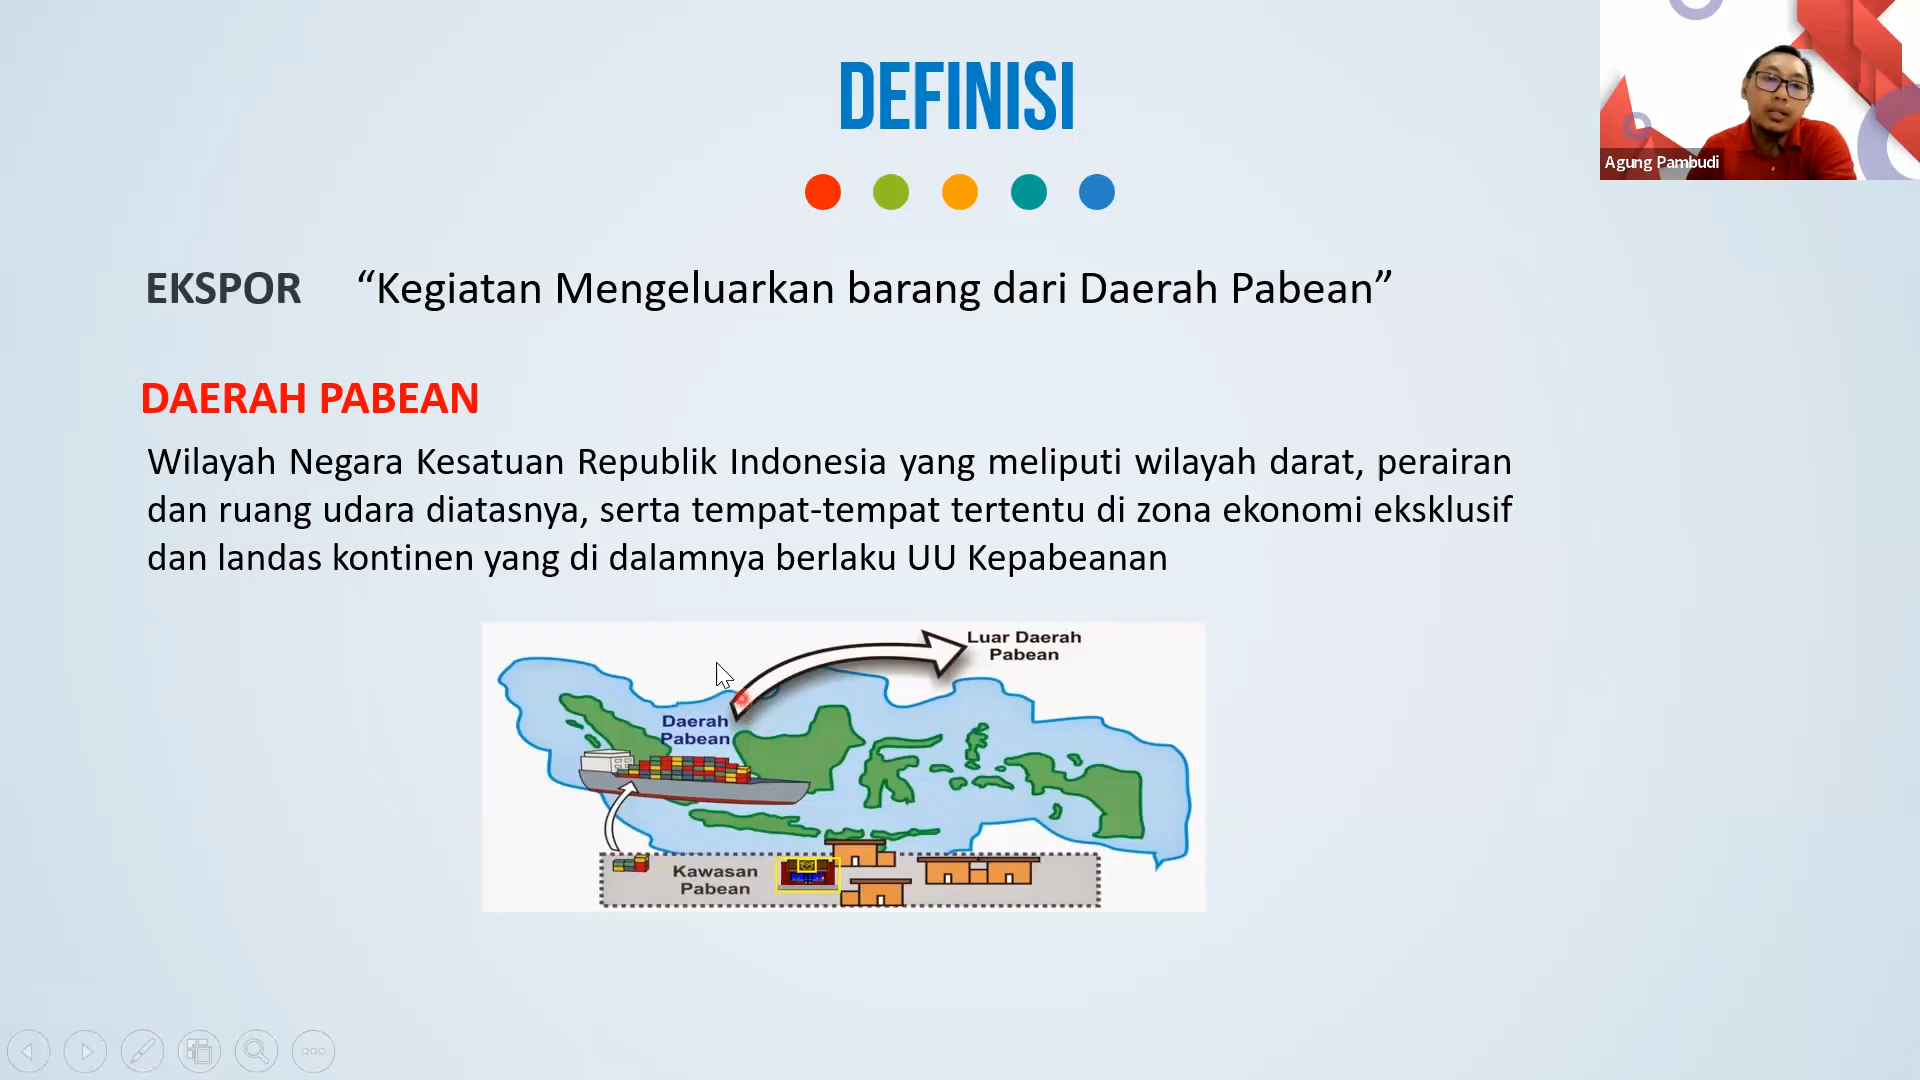 DEFINISI
Agung Pambudi
EKSPOR “Kegiatan Mengeluarkan barang dari Daerah Pabean”
DAERAH PABEAN
Wilayah Negara Kesatuan Republik Indonesia yang meliputi wilayah darat, perairan
dan ruang udara diatasnya, serta tempat-tempat tertentu di zona ekonomi eksklusif
dan landas kontinen yang di dalamnya berlaku UU Kepabeanan
Luar Daerah
Pabean
Daerah
Pabean
Kawasan
Pabean